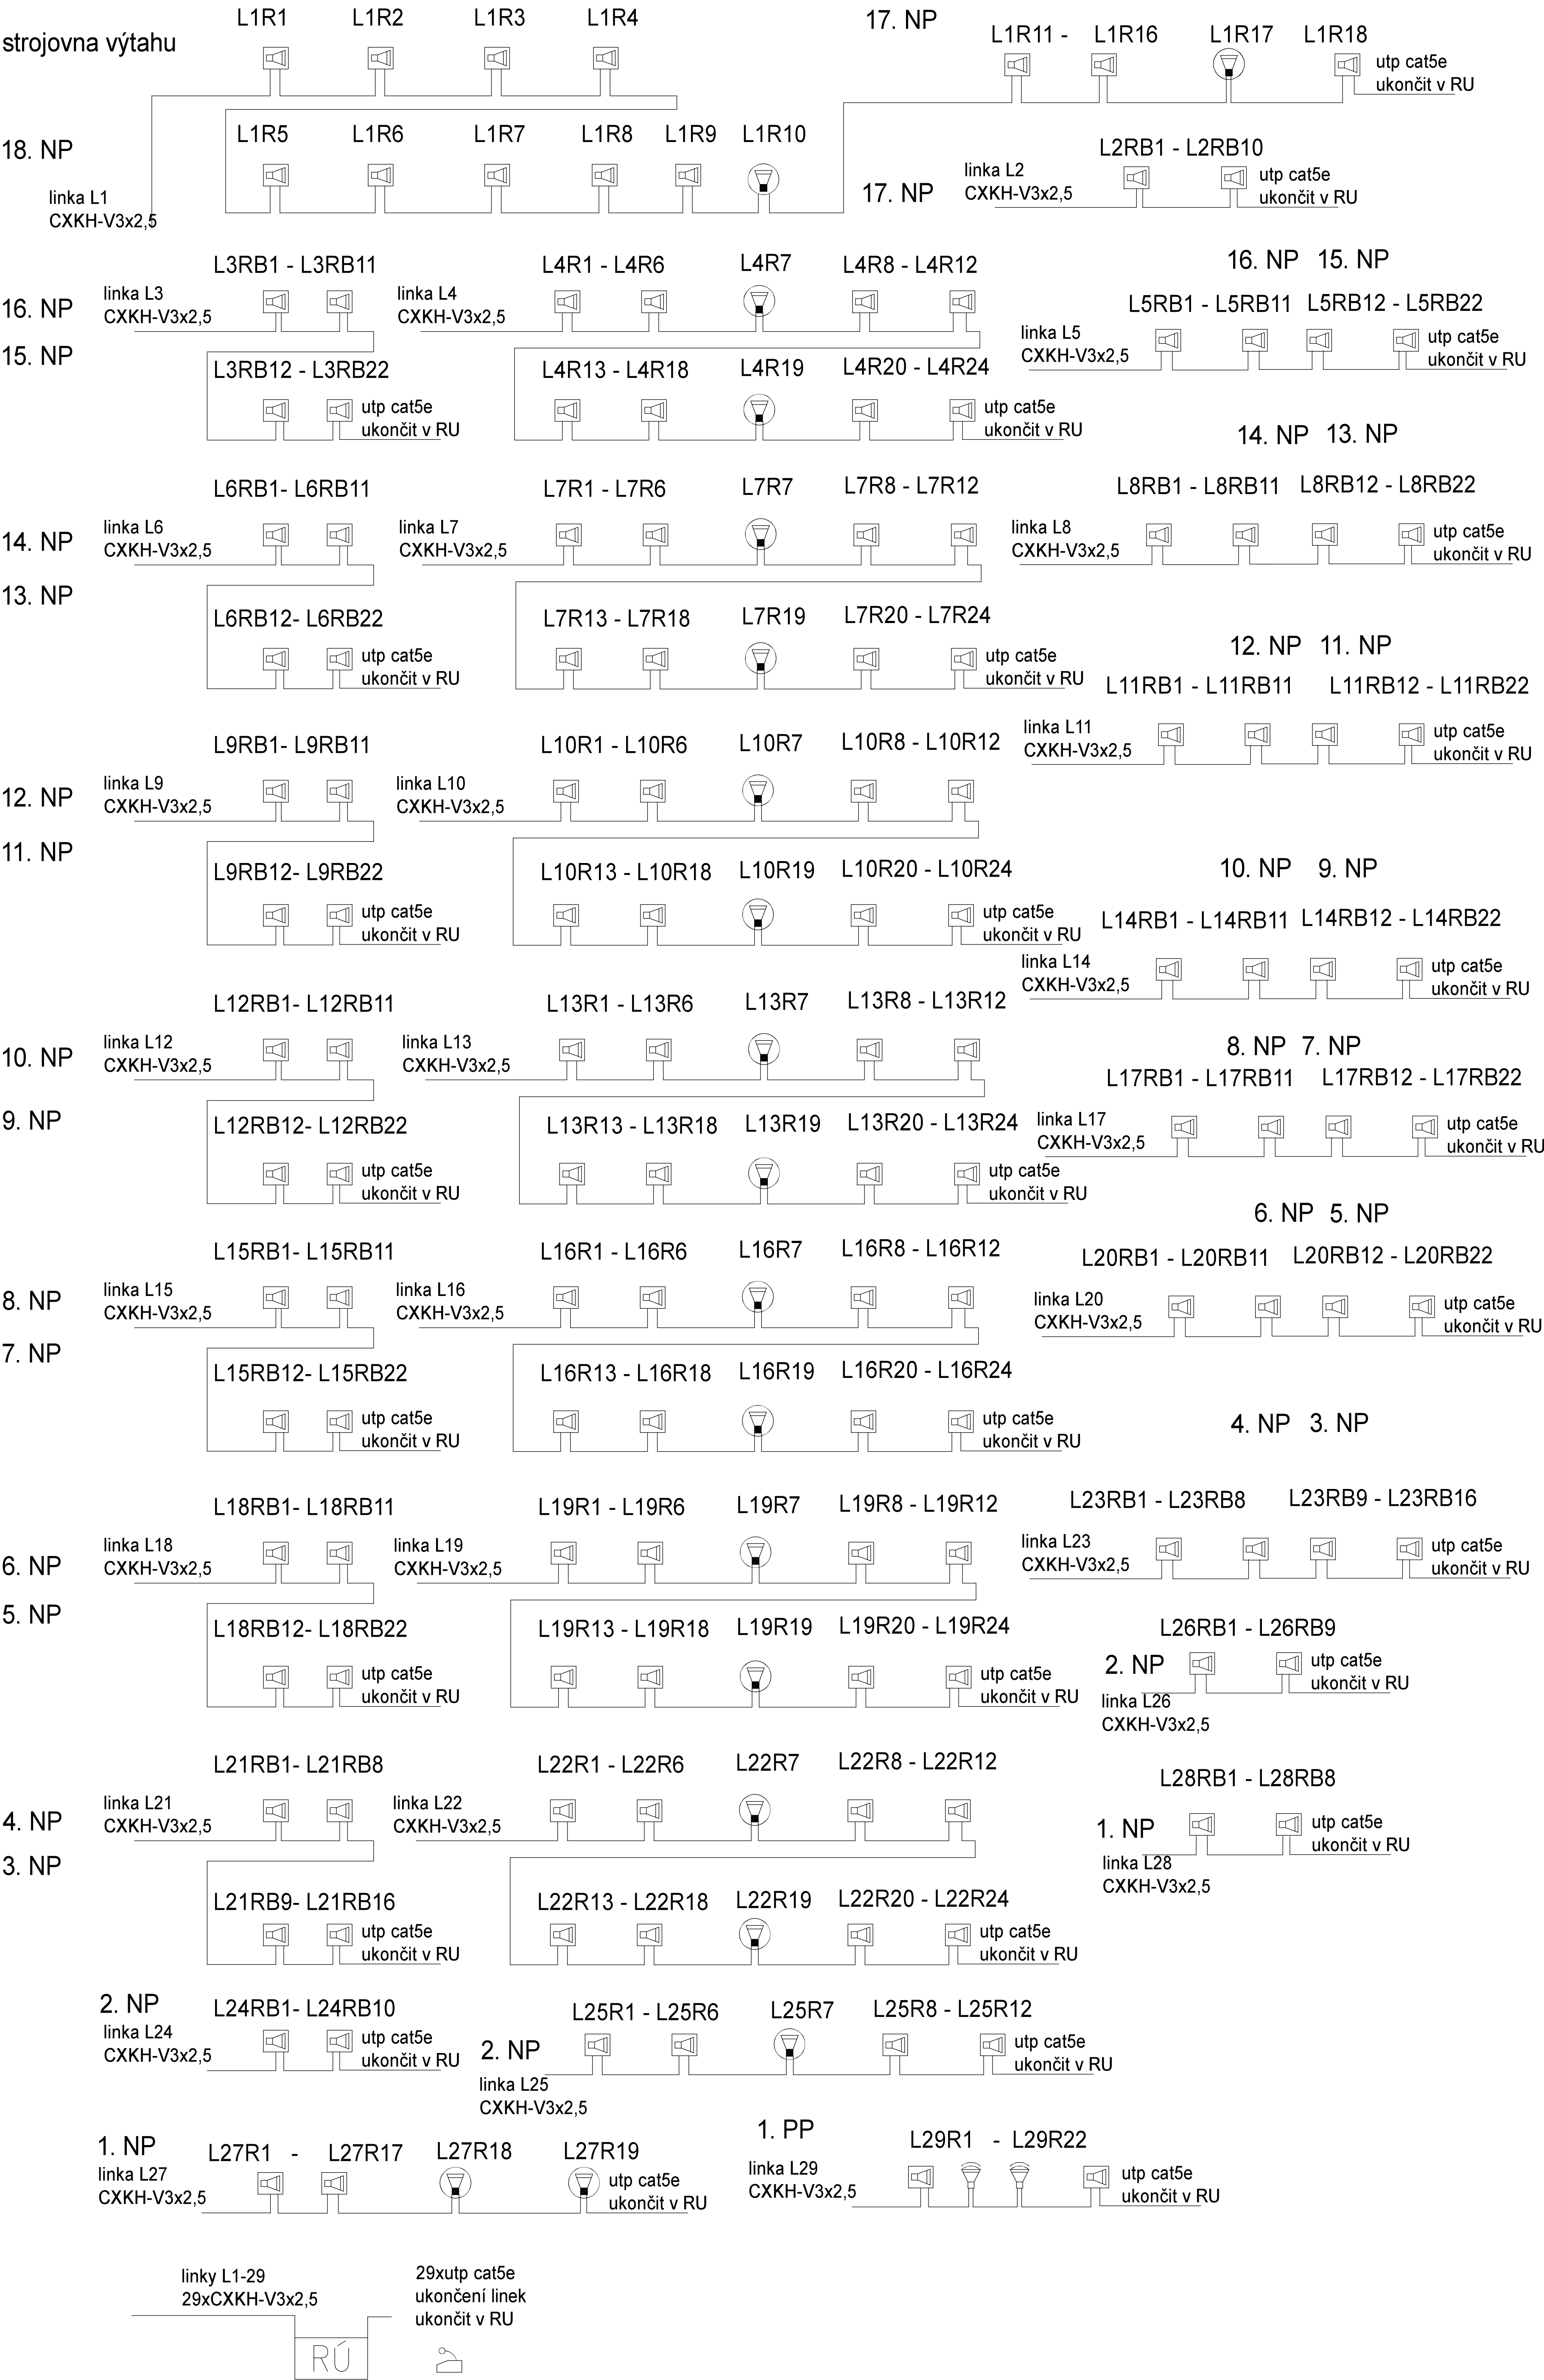 strojovna výtahu
L1R1 L1R2 L1R3 L1R4
17. NP
L1R11 - L1R16 L1R17 L1R18
utp cat5e
ukončit v RU
18. NP
L1R5 L1R6 L1R7 L1R8 L1R9 L1R10
linka L1
CXKH-V3x2,5
17. NP
L2RB1 - L2RB10
linka L2
CXKH-V3x2,5
utp cat5e
ukončit v RU
16. NP
15. NP
L3RB1 - L3RB11
linka L3
CXKH-V3x2,5
L3RB12 - L3RB22
utp cat5e
ukončit v RU
L4R1 - L4R6 L4R7 L4R8 - L4R12
linka L4
CXKH-V3x2,5
L4R13 - L4R18 L4R19 L4R20 - L4R24
utp cat5e
ukončit v RU
16. NP 15. NP
L5RB1 - L5RB11 L5RB12 - L5RB22
linka L5
CXKH-V3x2,5
utp cat5e
ukončit v RU
14. NP
13. NP
L6RB1- L6RB11
linka L6
CXKH-V3x2,5
L6RB12- L6RB22
utp cat5e
ukončit v RU
L7R1 - L7R6 L7R7 L7R8 - L7R12
linka L7
CXKH-V3x2,5
L7R13 - L7R18 L7R19 L7R20 - L7R24
utp cat5e
ukončit v RU
14. NP 13. NP
L8RB1 - L8RB11 L8RB12 - L8RB22
linka L8
CXKH-V3x2,5
utp cat5e
ukončit v RU
12. NP
11. NP
L9RB1- L9RB11
linka L9
CXKH-V3x2,5
L9RB12- L9RB22
utp cat5e
ukončit v RU
L10R1 - L10R6 L10R7 L10R8 - L10R12
linka L10
CXKH-V3x2,5
L10R13 - L10R18 L10R19 L10R20 - L10R24
utp cat5e
ukončit v RU
12. NP 11. NP
L11RB1 - L11RB11 L11RB12 - L11RB22
linka L11
CXKH-V3x2,5
utp cat5e
ukončit v RU
10. NP
9. NP
L12RB1- L12RB11
linka L12
CXKH-V3x2,5
L12RB12- L12RB22
utp cat5e
ukončit v RU
L13R1 - L13R6 L13R7 L13R8 - L13R12
linka L13
CXKH-V3x2,5
L13R13 - L13R18 L13R19 L13R20 - L13R24
utp cat5e
ukončit v RU
10. NP 9. NP
L14RB1 - L14RB11 L14RB12 - L14RB22
linka L14
CXKH-V3x2,5
utp cat5e
ukončit v RU
8. NP
7. NP
L15RB1- L15RB11
linka L15
CXKH-V3x2,5
L15RB12- L15RB22
utp cat5e
ukončit v RU
L16R1 - L16R6 L16R7 L16R8 - L16R12
linka L16
CXKH-V3x2,5
L16R13 - L16R18 L16R19 L16R20 - L16R24
utp cat5e
ukončit v RU
8. NP 7. NP
L17RB1 - L17RB11 L17RB12 - L17RB22
linka L17
CXKH-V3x2,5
utp cat5e
ukončit v RU
6. NP
5. NP
L18RB1- L18RB11
linka L18
CXKH-V3x2,5
L18RB12- L18RB22
utp cat5e
ukončit v RU
L19R1 - L19R6 L19R7 L19R8 - L19R12
linka L19
CXKH-V3x2,5
L19R13 - L19R18 L19R19 L19R20 - L19R24
utp cat5e
ukončit v RU
6. NP 5. NP
L20RB1 - L20RB11 L20RB12 - L20RB22
linka L20
CXKH-V3x2,5
utp cat5e
ukončit v RU
4. NP
3. NP
L21RB1- L21RB8
linka L21
CXKH-V3x2,5
L21RB9- L21RB16
utp cat5e
ukončit v RU
L22R1 - L22R6 L22R7 L22R8 - L22R12
linka L22
CXKH-V3x2,5
L22R13 - L22R18 L22R19 L22R20 - L22R24
utp cat5e
ukončit v RU
4. NP 3. NP
L23RB1 - L23RB8 L23RB9 - L23RB16
linka L23
CXKH-V3x2,5
utp cat5e
ukončit v RU
L26RB1 - L26RB9
2. NP
utp cat5e
ukončit v RU
linka L26
CXKH-V3x2,5
L28RB1 - L28RB8
1. NP
utp cat5e
ukončit v RU
linka L28
CXKH-V3x2,5
2. NP
L24RB1- L24RB10
linka L24
CXKH-V3x2,5
utp cat5e
ukončit v RU
L25R1 - L25R6 L25R7 L25R8 - L25R12
2. NP
utp cat5e
ukončit v RU
linka L25
CXKH-V3x2,5
1. NP
L27R1 - L27R17 L27R18 L27R19
linka L27
CXKH-V3x2,5
utp cat5e
ukončit v RU
1. PP
L29R1 - L29R22
linka L29
CXKH-V3x2,5
utp cat5e
ukončit v RU
linky L1-29
29xCXKH-V3x2,5
29xutp cat5e
ukončení linek
ukončit v RU
RÚ